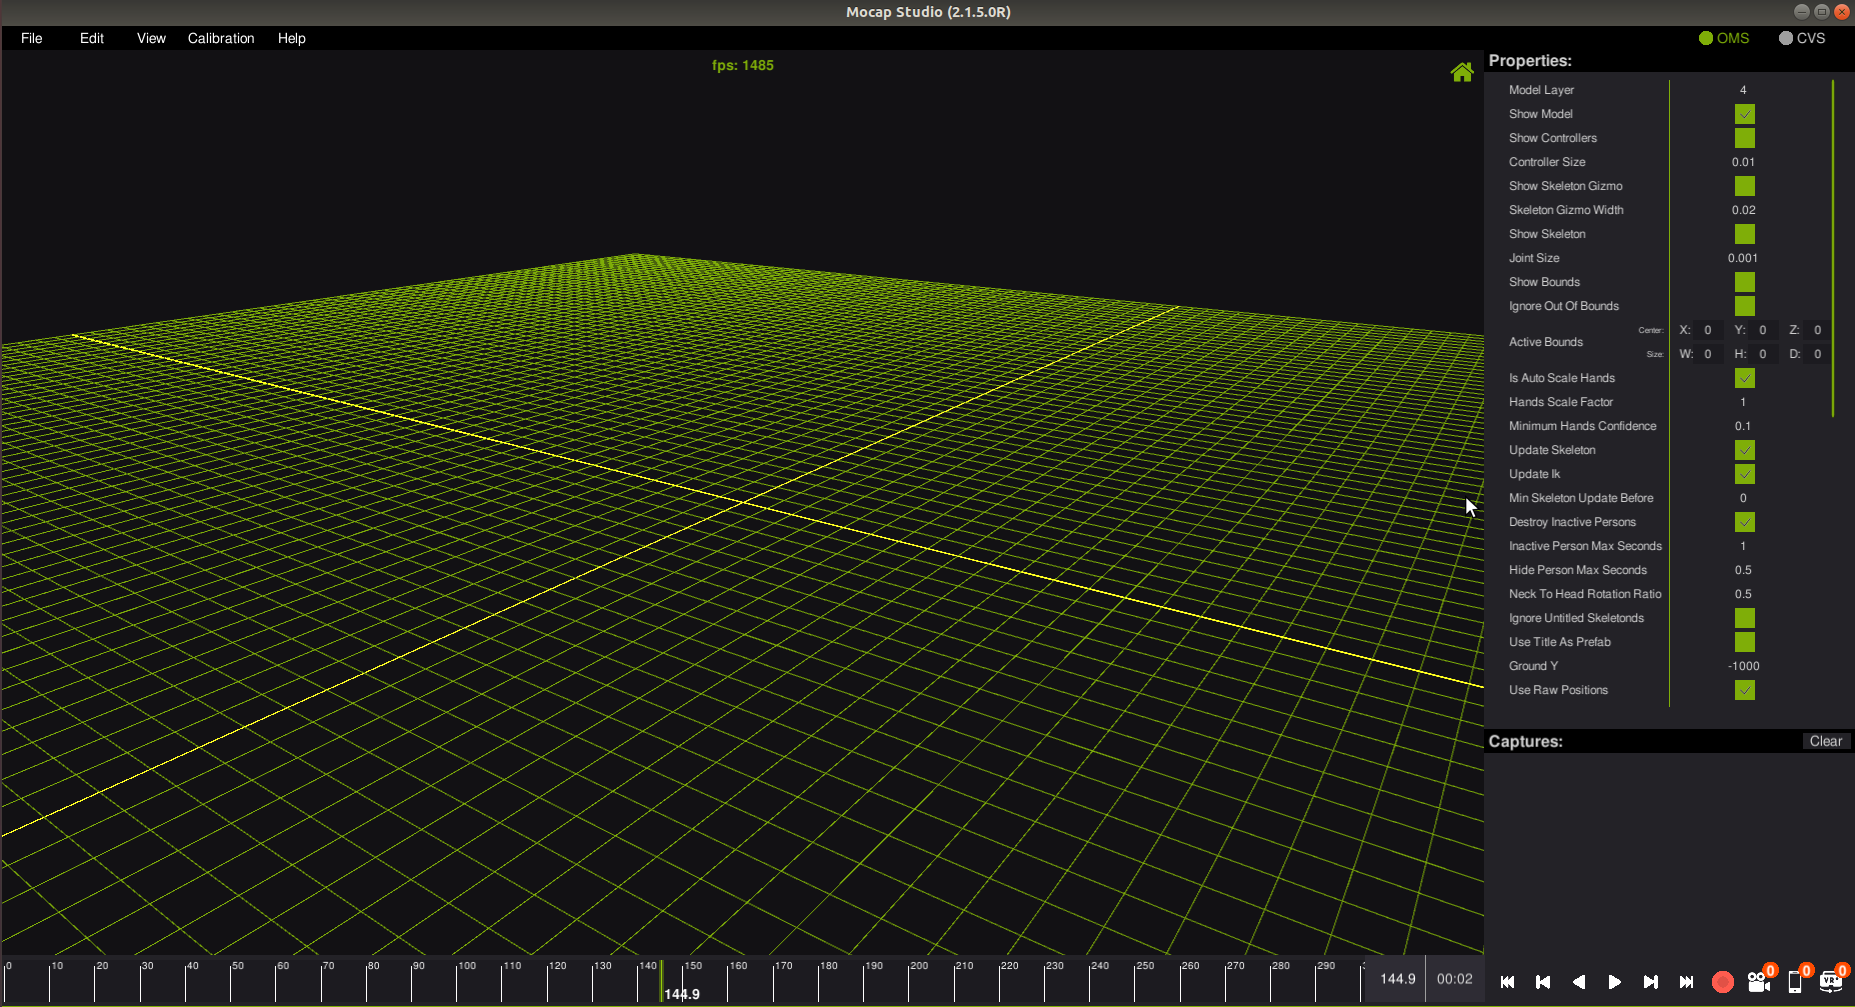 Mocap Studio (2.1.5.0R)
File Edit View Calibration Help OMS CVS
fps: 1485
Properties:
Model Layer 4
Show Model
Show Controllers
Controller Size 0.01
Show Skeleton Gizmo
Skeleton Gizmo Width 0.02
Show Skeleton
Joint Size 0.001
Show Bounds
Ignore Out Of Bounds
Center: X: 0 Y: 0 Z: 0
Active Bounds
Size: W: 0 H: 0 D: 0
Is Auto Scale Hands
Hands Scale Factor 1
Minimum Hands Confidence 0.1
Update Skeleton
Update Ik
Min Skeleton Update Before 0
Destroy Inactive Persons
Inactive Person Max Seconds 1
Hide Person Max Seconds 0.5
Neck To Head Rotation Ratio 0.5
Ignore Untitled Skeletonds
Use Title As Prefab
Ground Y -1000
Use Raw Positions
Captures: Clear
0 10 20 30 40 50 60 70 80 90 100 110 120 130 140 150 160 170 180 190 200 210 220 230 240 250 260 270 280 290
144.9
144.9 00:02
0 0 0
VR